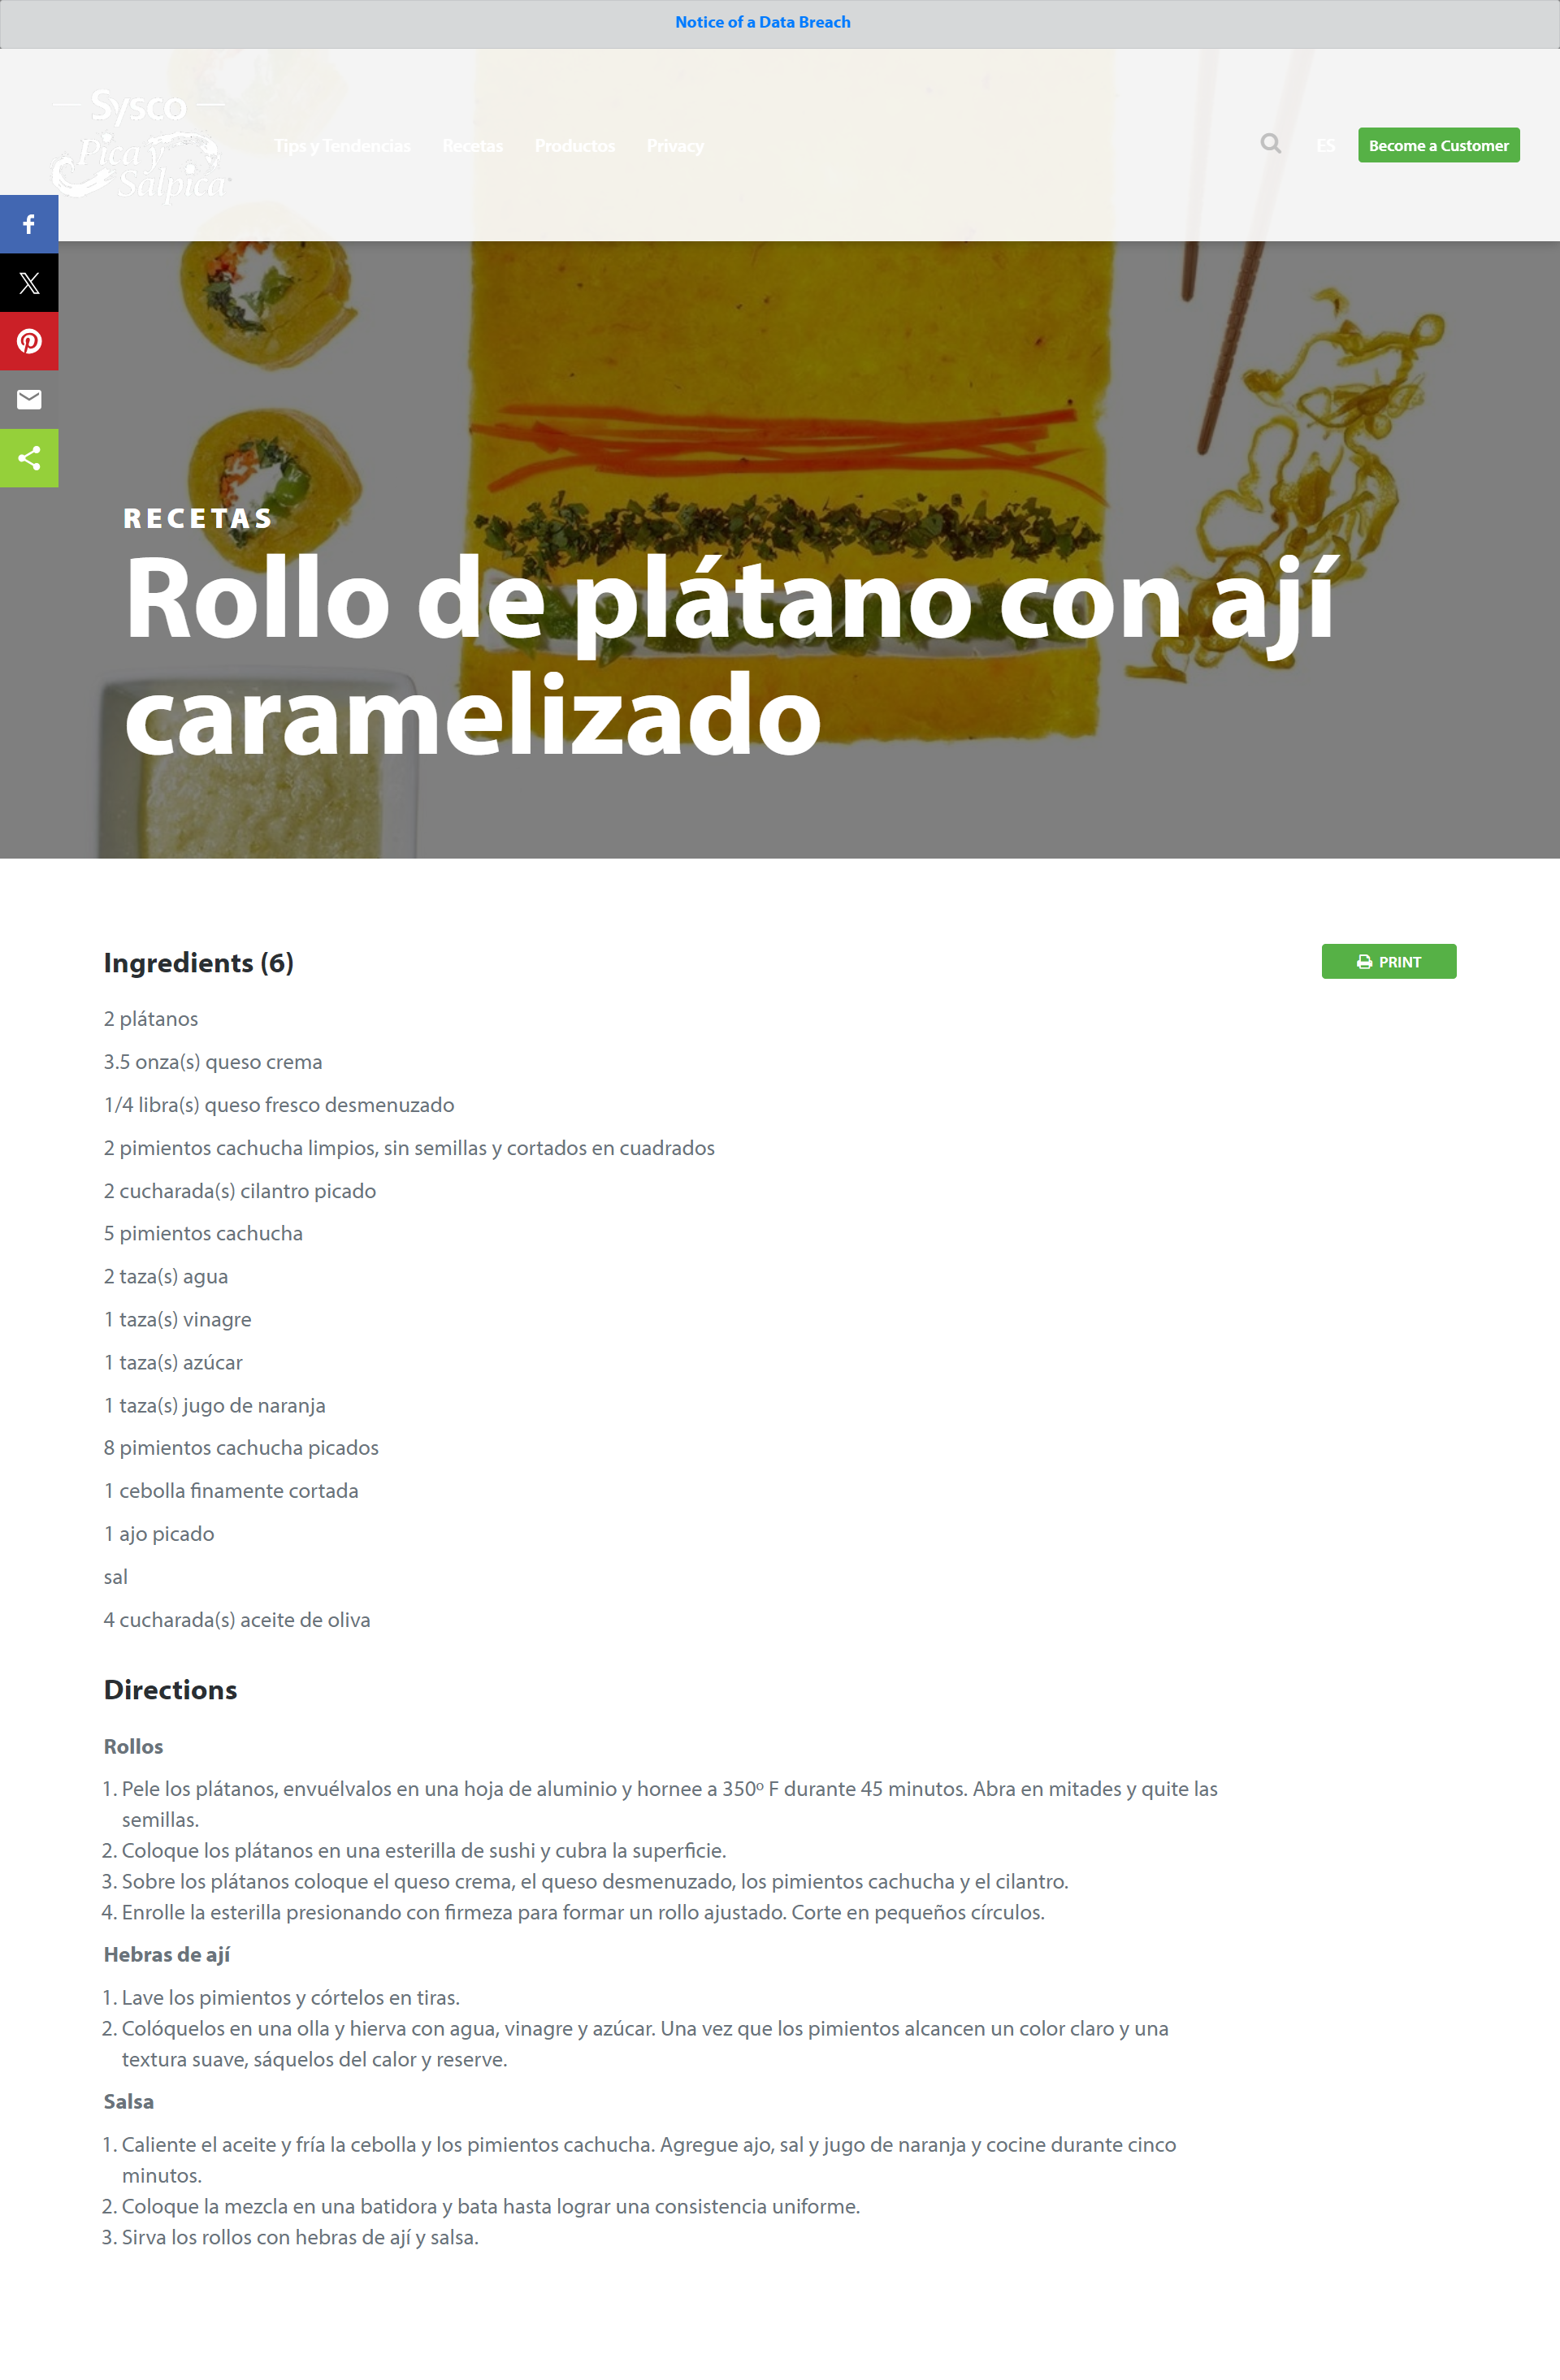 Notice of a Data Breach
Sysco
Pica y
Salpica
Tips y Tendencias
Recetas
Productos
Privacy
ES
Become a Customer
RECETAS
Rollo de plátano con ají
caramelizado
Ingredients (6)
PRINT
2 plátanos
3.5 onza(s) queso crema
1/4 libra(s) queso fresco desmenuzado
2 pimientos cachucha limpios, sin semillas y cortados en cuadrados
2 cucharada(s) cilantro picado
5 pimientos cachucha
2 taza(s) agua
1 taza(s) vinagre
1 taza(s) azúcar
1 taza(s) jugo de naranja
8 pimientos cachucha picados
1 cebolla finamente cortada
1 ajo picado
sal
4 cucharada(s) aceite de oliva
Directions
Rollos
1. Pele los plátanos, envuélvalos en una hoja de aluminio y hornee a 350º F durante 45 minutos. Abra en mitades y quite las
semillas.
2. Coloque los plátanos en una esterilla de sushi y cubra la superficie.
3. Sobre los plátanos coloque el queso crema, el queso desmenuzado, los pimientos cachucha y el cilantro.
4. Enrolle la esterilla presionando con firmeza para formar un rollo ajustado. Corte en pequeños círculos.
Hebras de ají
1. Lave los pimientos y córtelos en tiras.
2. Colóquelos en una olla y hierva con agua, vinagre y azúcar. Una vez que los pimientos alcancen un color claro y una
textura suave, sáquelos del calor y reserve.
Salsa
1. Caliente el aceite y fría la cebolla y los pimientos cachucha. Agregue ajo, sal y jugo de naranja y cocine durante cinco
minutos.
2. Coloque la mezcla en una batidora y bata hasta lograr una consistencia uniforme.
3. Sirva los rollos con hebras de ají y salsa.